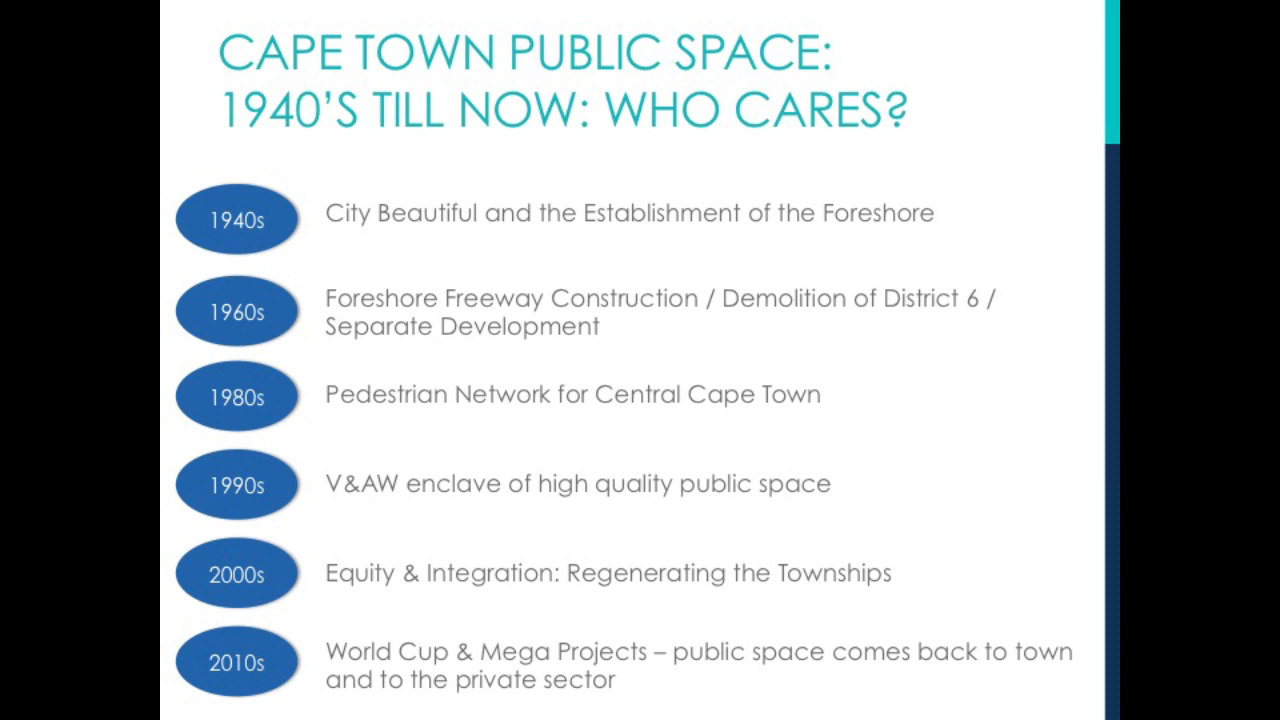 CAPE TOWN PUBLIC SPACE:
1940'S TILL NOW: WHO CARES?
1940s
City Beautiful and the Establishment of the Foreshore
1960s
Foreshore Freeway Construction / Demolition of District 6 /
Separate Development
1980s
Pedestrian Network for Central Cape Town
1990s
V&AW enclave of high quality public space
2000s
Equity & Integration: Regenerating the Townships
2010s
World Cup & Mega Projects – public space comes back to town
and to the private sector